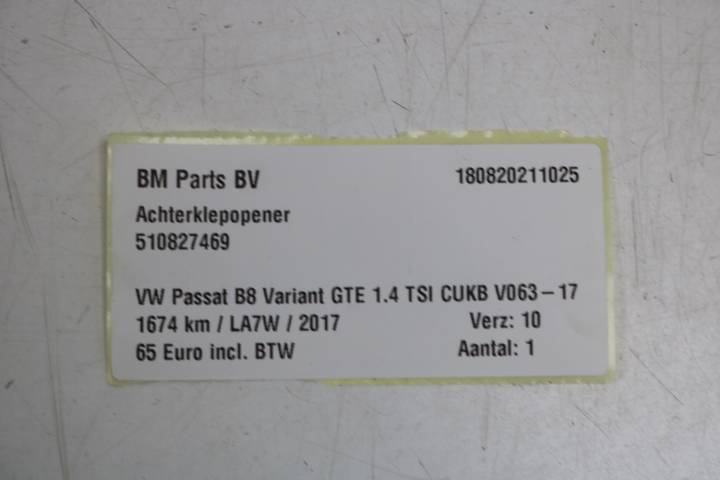 BM Parts BV 180820211025
Achterklepopener
510827469
VW Passat B8 Variant GTE 1.4 TSI CUKB V063-17
1674 km / LA7W / 2017 Verz: 10
65 Euro incl. BTW Aantal: 1